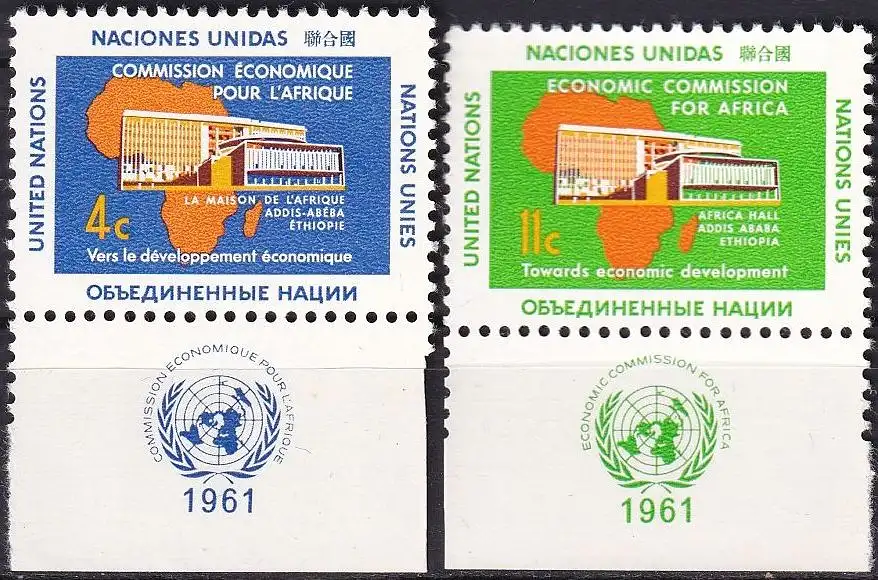 NACIONES UNIDAS 聯合國
UNITED NATIONS
COMMISSION ÉCONOMIQUE
POUR L'AFRIQUE
LA MAISON DE L'AFRIQUE
ADDIS-ABÉBA
ÉTHIOPIE
4c
Vers le développement économique
NATIONS UNIES
ОБЪЕДИНЕННЫЕ НАЦИИ
COMMISSION ECONOMIQUE POUR L'AFRIQUE
1961
NACIONES UNIDAS 聯合國
UNITED NATIONS
ECONOMIC COMMISSION
FOR AFRICA
AFRICA HALL
ADDIS ABABA
ETHIOPIA
11c
Towards economic development
NATIONS UNIES
ОБЪЕДИНЕННЫЕ НАЦИИ
ECONOMIC COMMISSION FOR AFRICA
1961